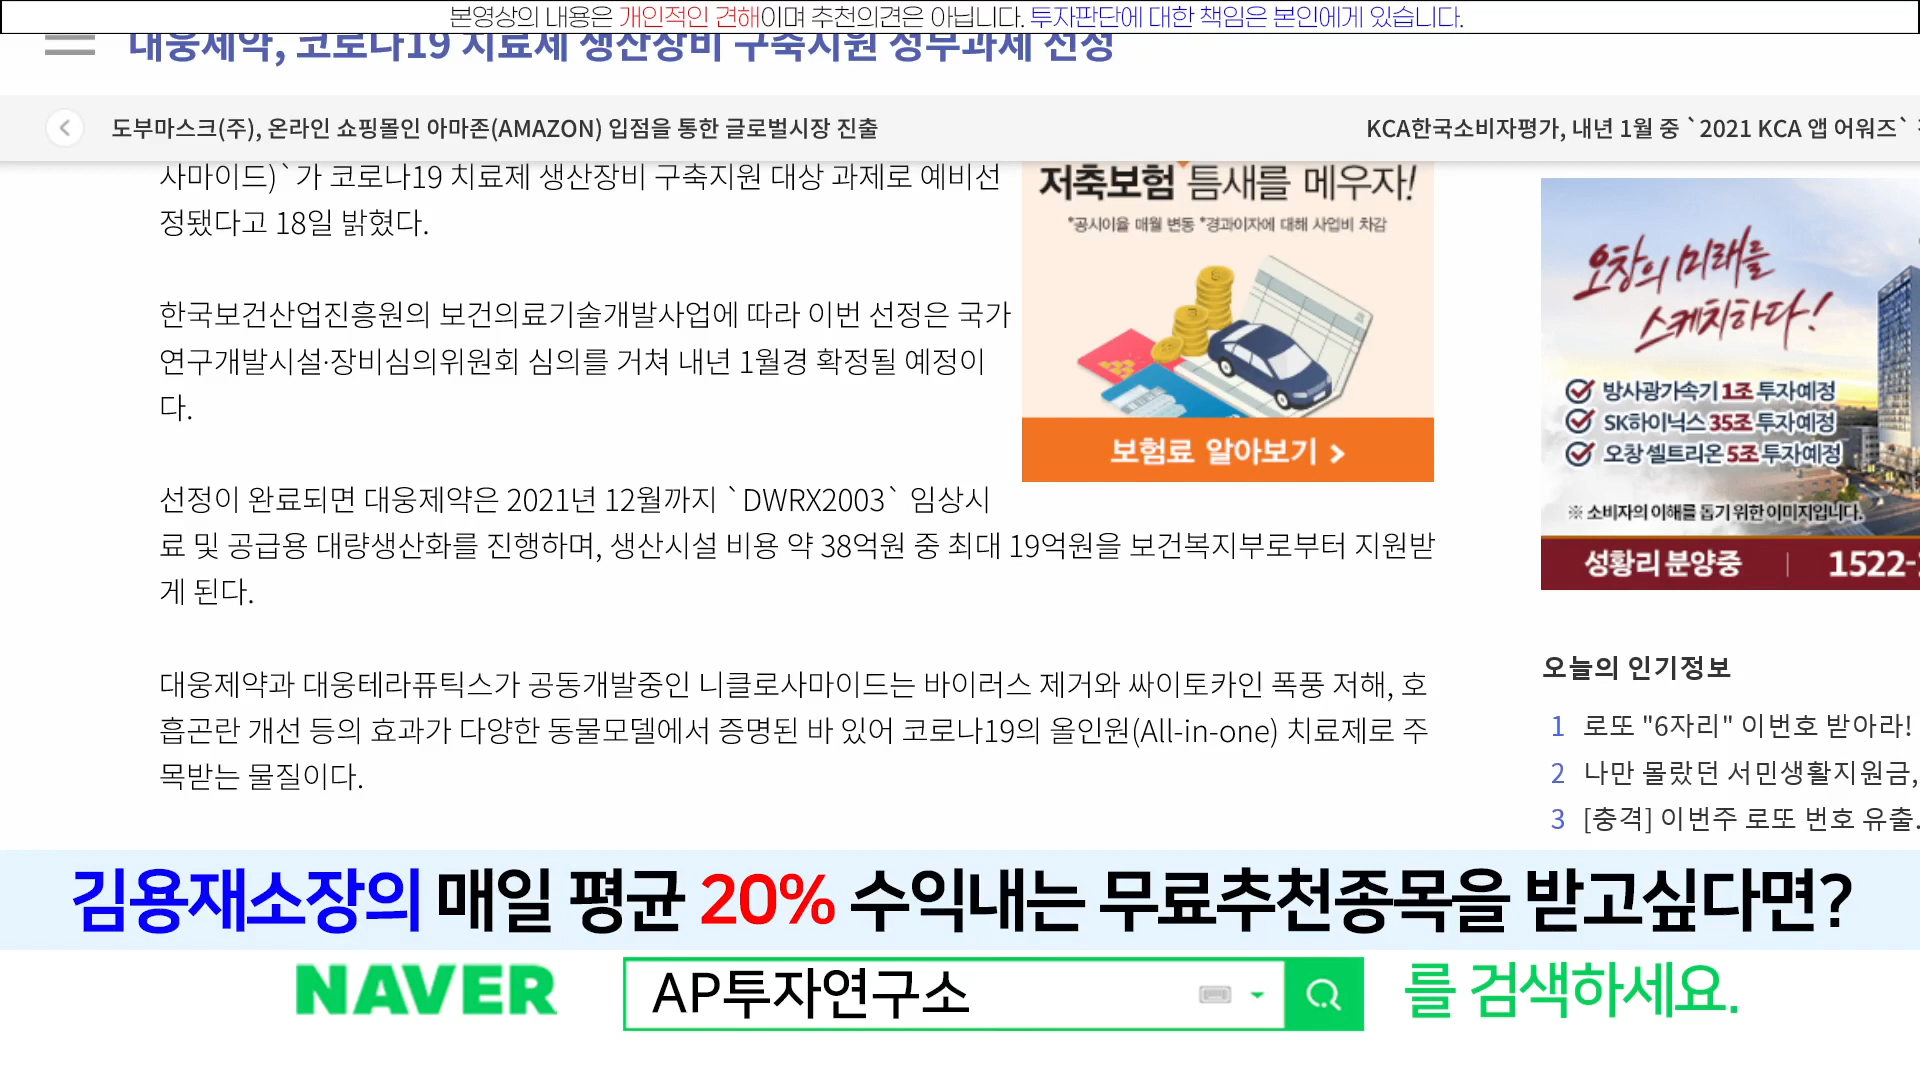 본영상의 내용은 개인적인 견해이며 추천의견은 아닙니다. 투자판단에 대한 책임은 본인에게 있습니다.
대웅제약, 코로나19 치료제 생산장비 구축지원 정부과제 선정
도부마스크(주), 온라인 쇼핑몰인 아마존(AMAZON) 입점을 통한 글로벌시장 진출
KCA한국소비자평가, 내년 1월 중 `2021 KCA 앱 어워즈`
사마이드)`가 코로나19 치료제 생산장비 구축지원 대상 과제로 예비선
정됐다고 18일 밝혔다.
한국보건산업진흥원의 보건의료기술개발사업에 따라 이번 선정은 국가
연구개발시설·장비심의위원회 심의를 거쳐 내년 1월경 확정될 예정이
다.
선정이 완료되면 대웅제약은 2021년 12월까지 `DWRX2003` 임상시
료 및 공급용 대량생산화를 진행하며, 생산시설 비용 약 38억원 중 최대 19억원을 보건복지부로부터 지원받
게 된다.
대웅제약과 대웅테라퓨틱스가 공동개발중인 니클로사마이드는 바이러스 제거와 싸이토카인 폭풍 저해, 호
흡곤란 개선 등의 효과가 다양한 동물모델에서 증명된 바 있어 코로나19의 올인원(All-in-one) 치료제로 주
목받는 물질이다.
저축보험 틈새를 메우자!
*공시이율 매월 변동 *경과이자에 대해 사업비 차감
보험료 알아보기 >
오창의 미래를
스케치하다!
방사광가속기 1조 투자예정
SK하이닉스 35조 투자예정
오창 셀트리온 5조 투자예정
※ 소비자의 이해를 돕기 위한 이미지입니다.
성황리 분양중 | 1522-
오늘의 인기정보
1 로또 "6자리" 이번호 받아라!
2 나만 몰랐던 서민생활지원금,
3 [충격] 이번주 로또 번호 유출.
김용재소장의 매일 평균 20% 수익내는 무료추천종목을 받고싶다면?
NAVER AP투자연구소 를 검색하세요.